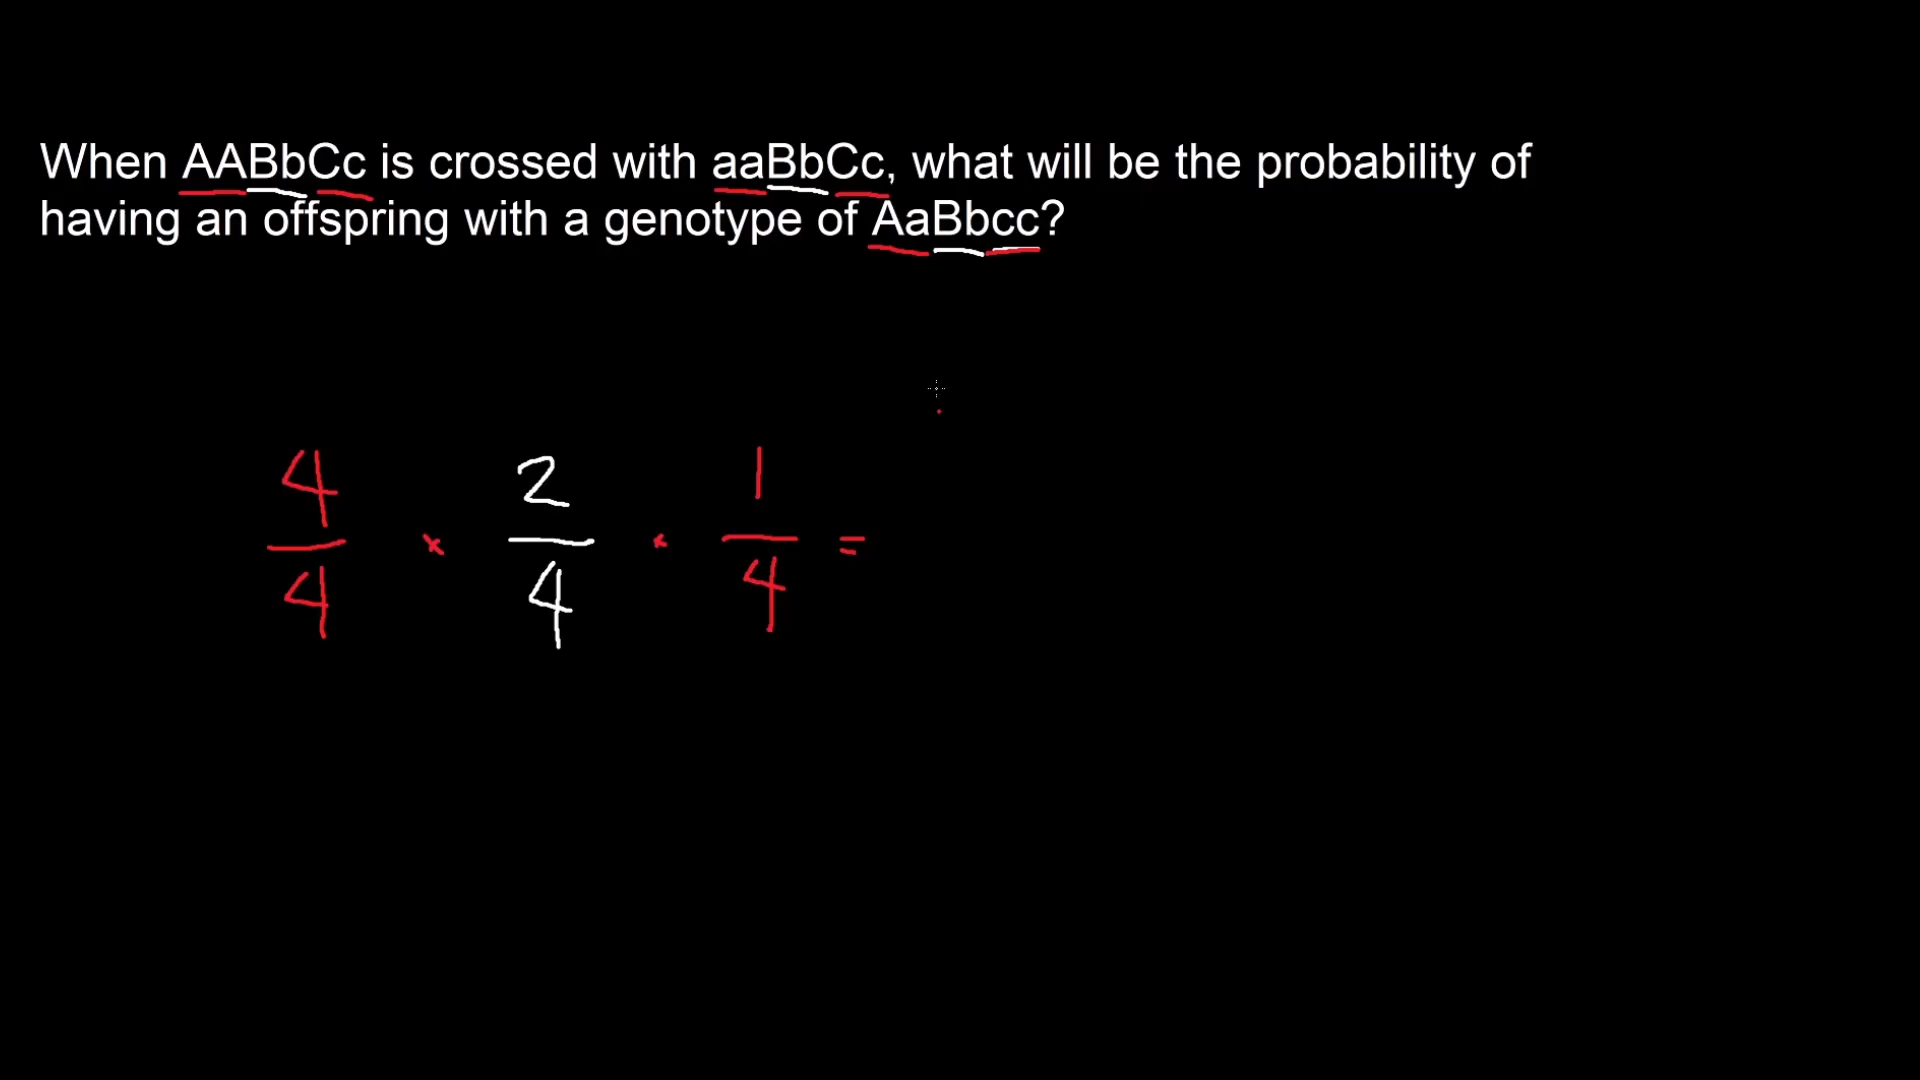 When AABbCc is crossed with aaBbCc, what will be the probability of
having an offspring with a genotype of AaBbcc?
4/4 × 2/4 × 1/4 =